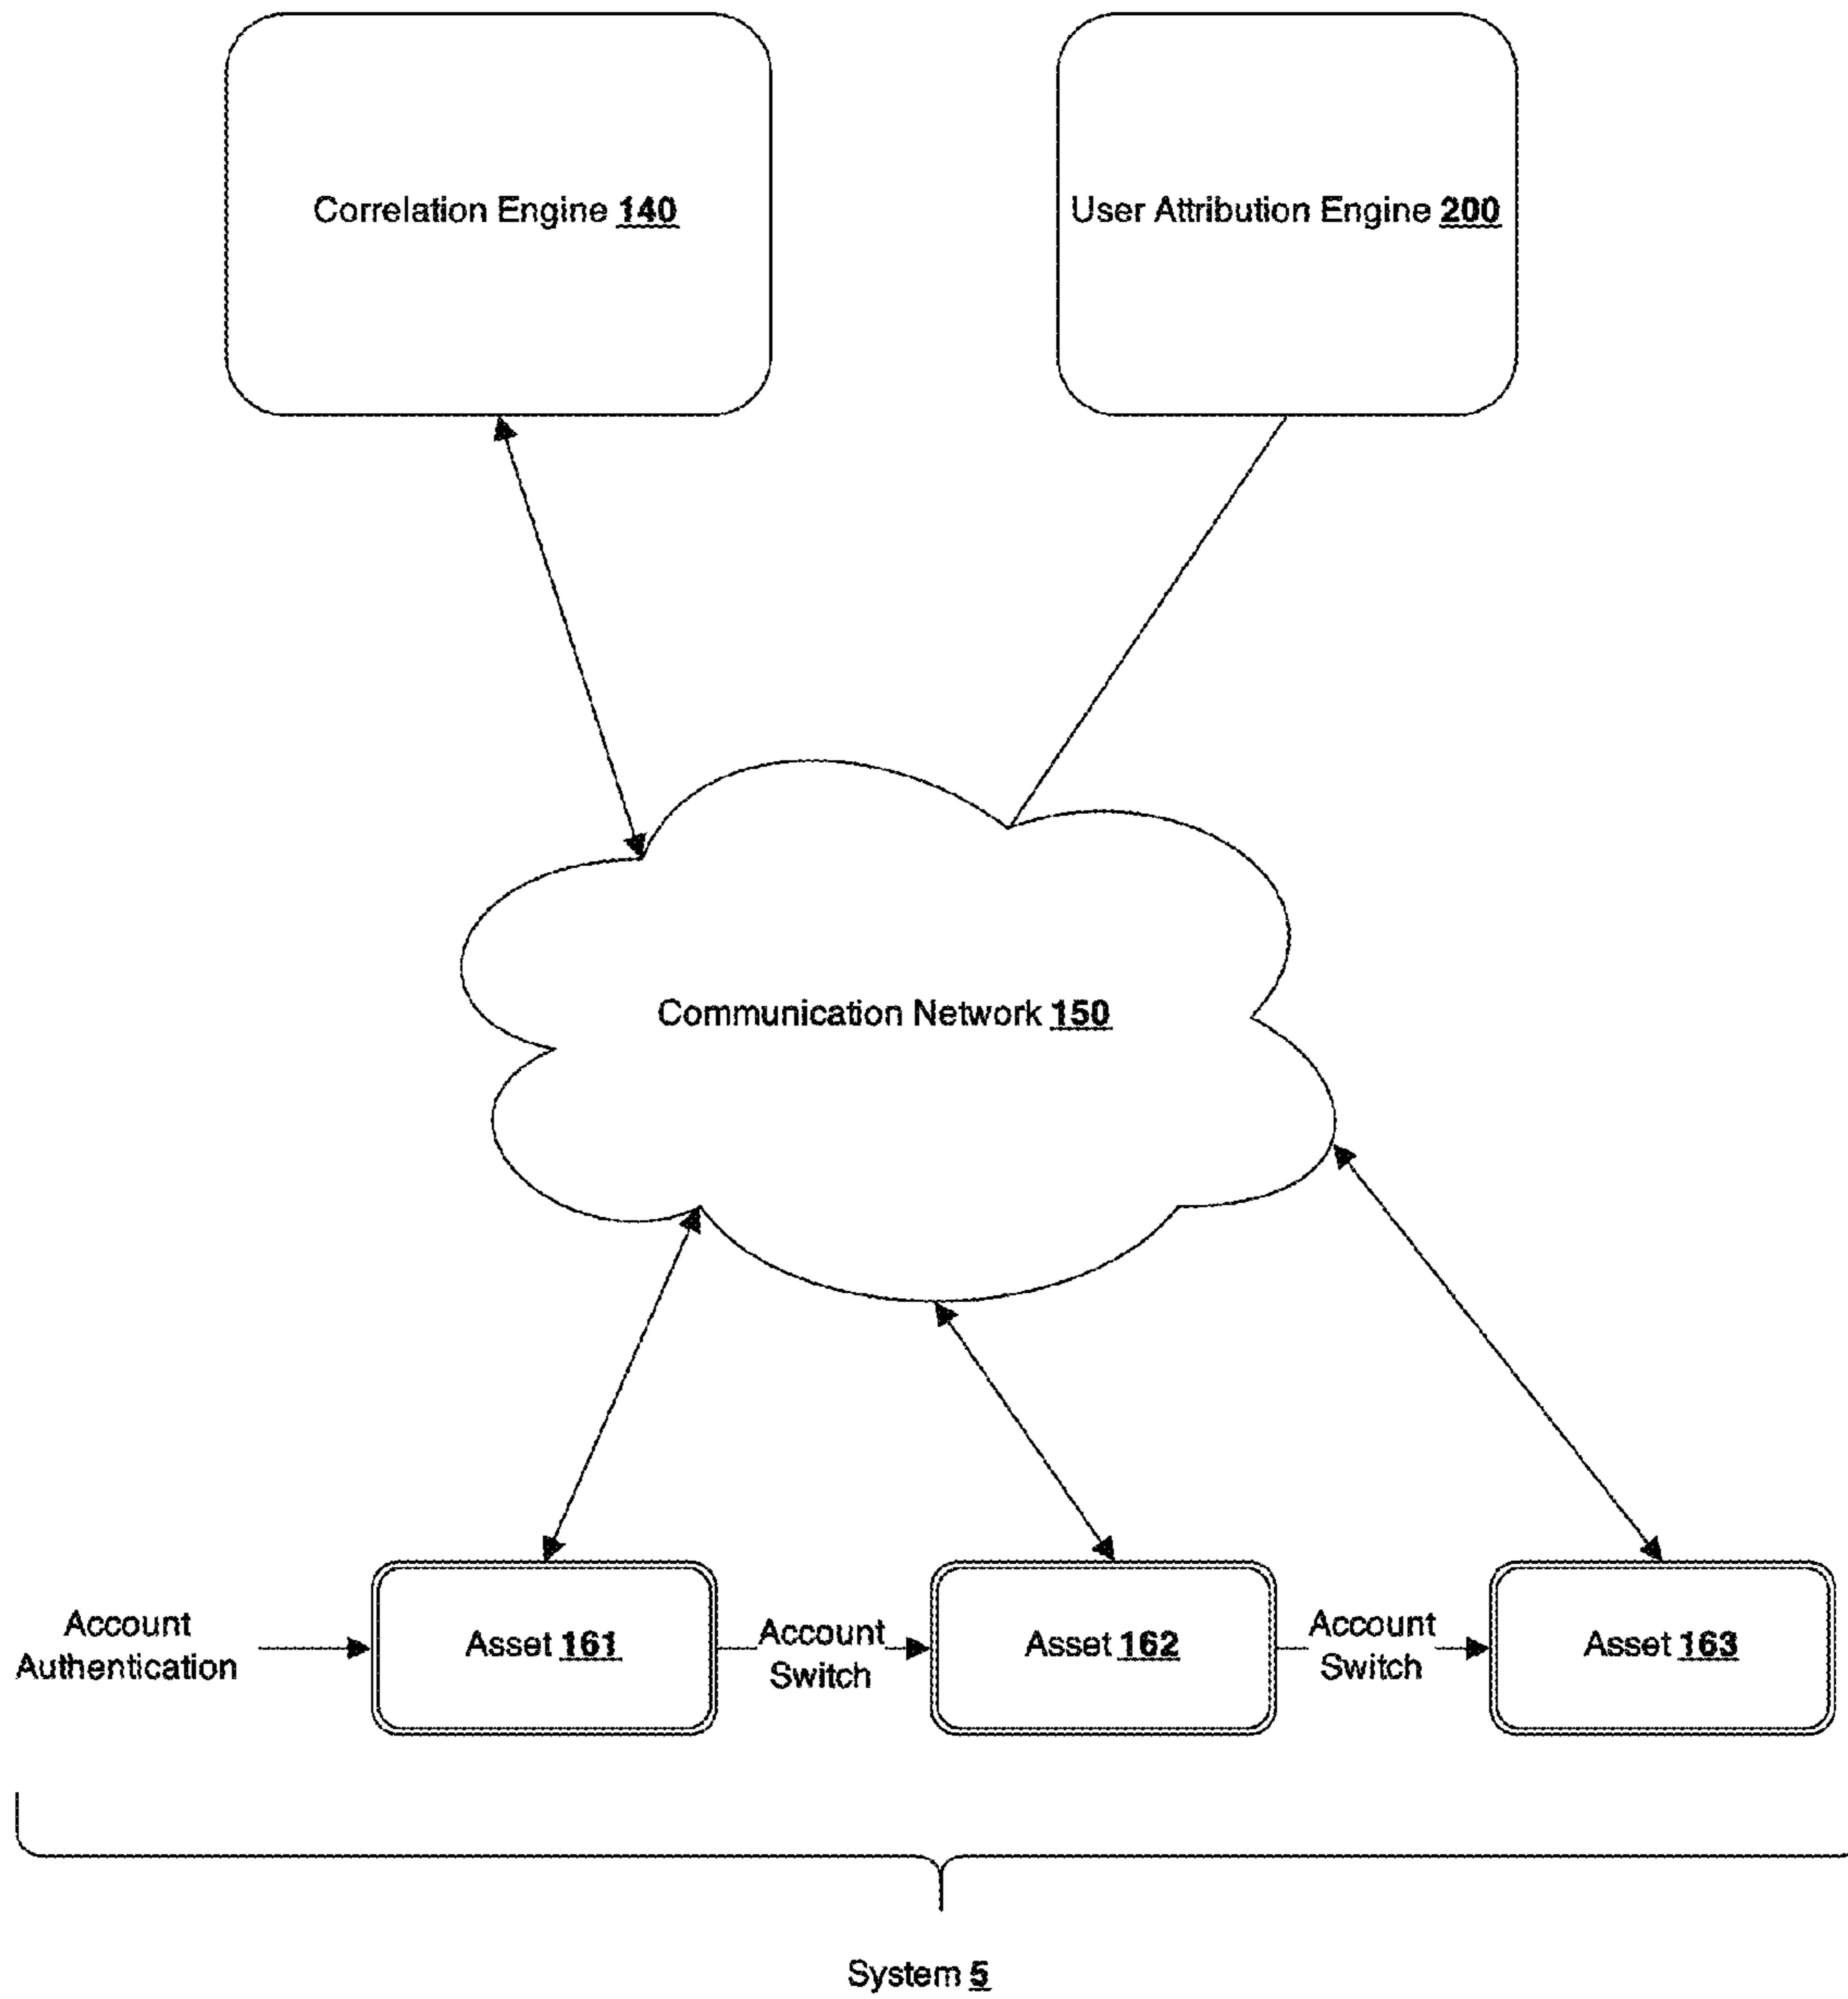 Correlation Engine 140
User Attribution Engine 200
Communication Network 150
Account
Authentication
Asset 161
Account
Switch
Asset 162
Account
Switch
Asset 163
System 5